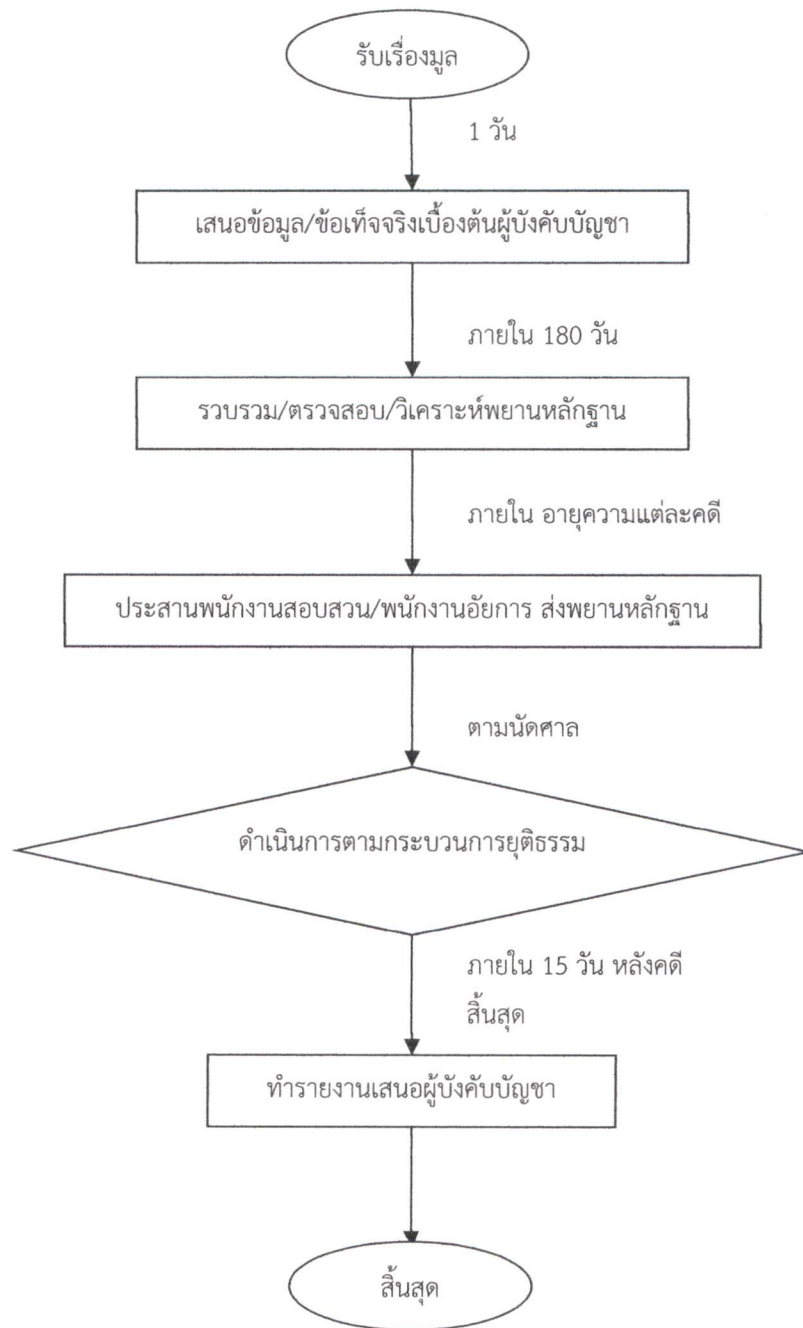 รับเรื่องมูล
1 วัน
เสนอข้อมูล/ข้อเท็จจริงเบื้องต้นผู้บังคับบัญชา
ภายใน 180 วัน
รวบรวม/ตรวจสอบ/วิเคราะห์พยานหลักฐาน
ภายใน อายุความแต่ละคดี
ประสานพนักงานสอบสวน/พนักงานอัยการ ส่งพยานหลักฐาน
ตามนัดศาล
ดำเนินการตามกระบวนการยุติธรรม
ภายใน 15 วัน หลังคดี
สิ้นสุด
ทำรายงานเสนอผู้บังคับบัญชา
สิ้นสุด